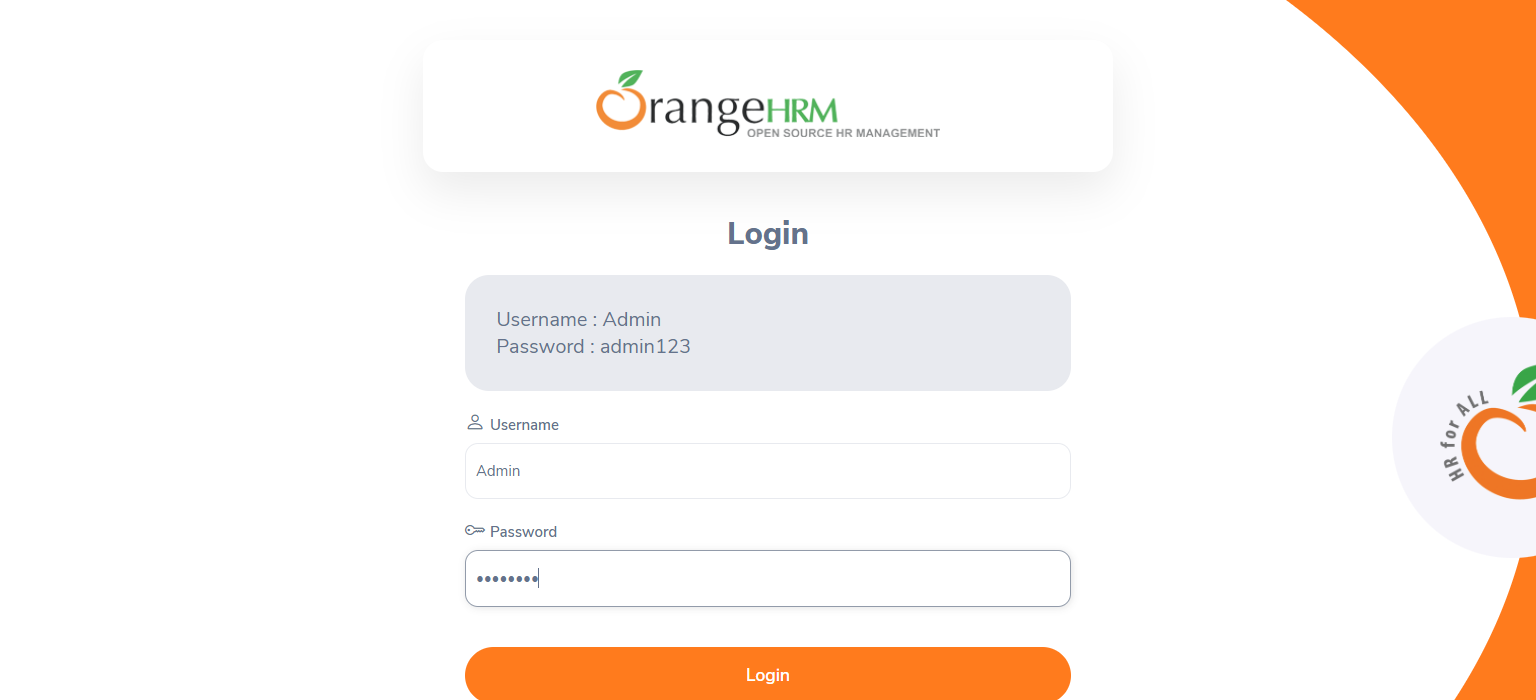 OrangeHRM
OPEN SOURCE HR MANAGEMENT
Login
Username : Admin
Password : admin123
Username
Admin
Password
••••••••
Login
HR for ALL